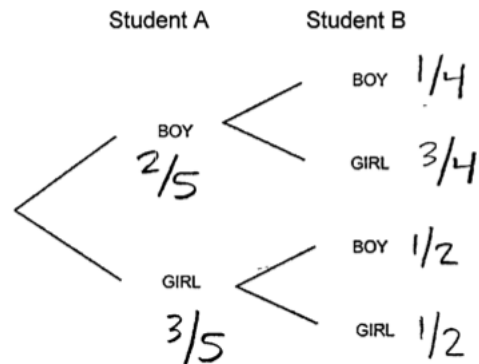 Student A Student B
BOY 1/4
BOY
2/5
GIRL 3/4
BOY 1/2
GIRL
3/5
GIRL 1/2